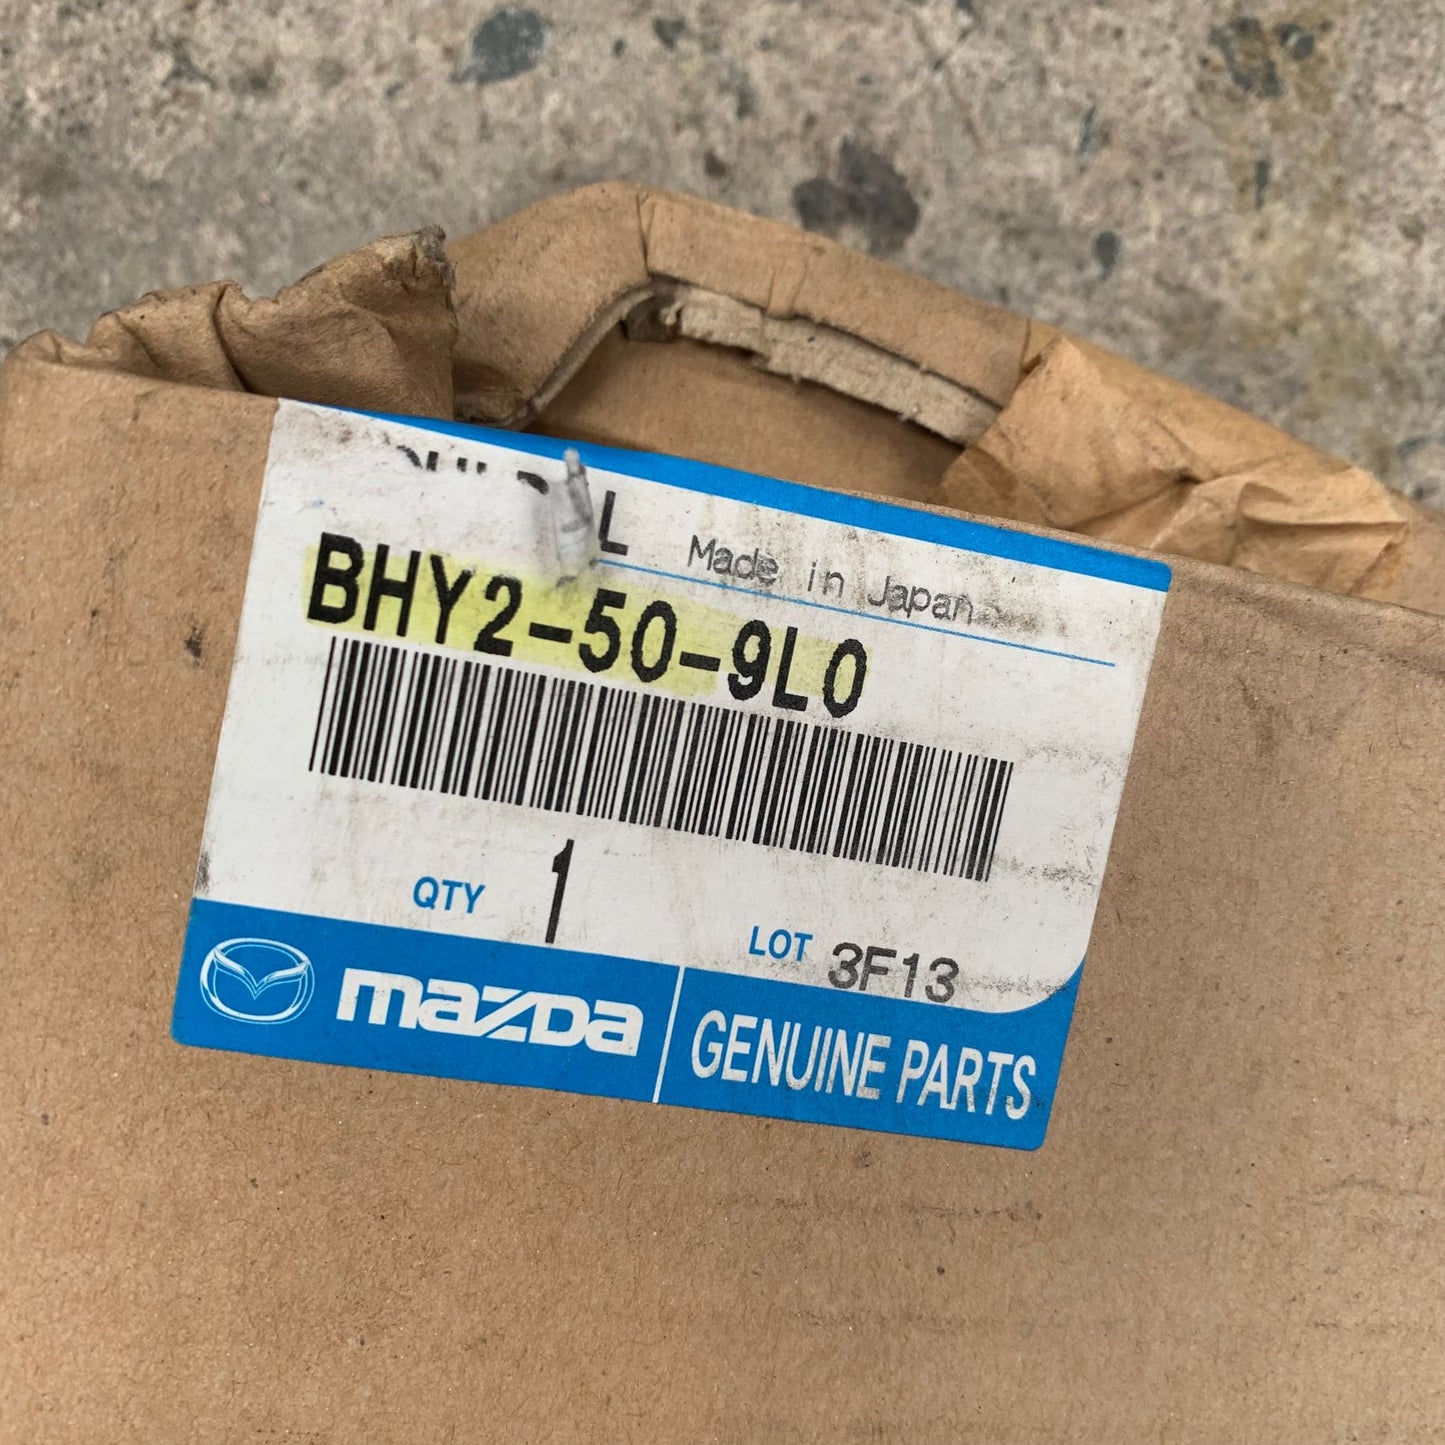 Made in Japan
BHY2-50-9L0
QTY 1
LOT 3F13
mazda GENUINE PARTS